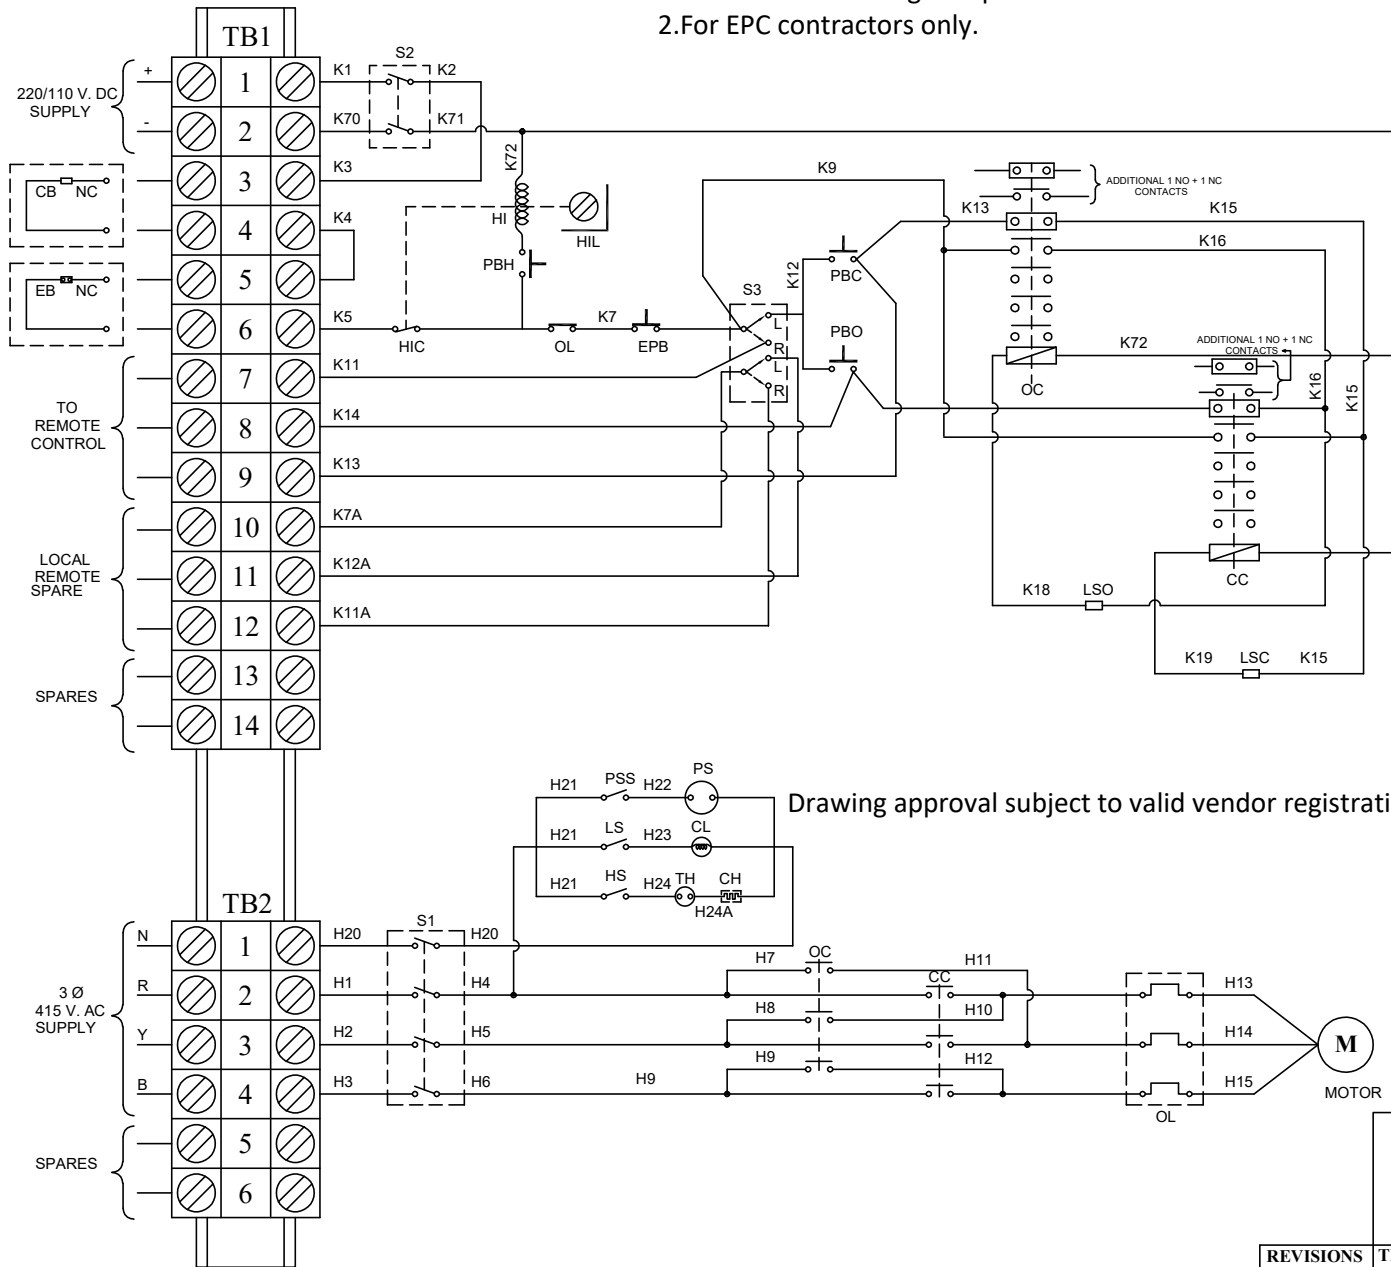 2.For EPC contractors only.
TB1
220/110 V. DC
SUPPLY
+
-
1
2
3
4
5
6
7
8
9
10
11
12
13
14
CB NC
EB NC
TO
REMOTE
CONTROL
LOCAL
REMOTE
SPARE
SPARES
K1
S2
K2
K70
K71
K3
K4
K5
K11
K14
K13
K7A
K12A
K11A
K72
HI
HIL
PBH
HIC
OL
K7
EPB
S3
L
R
L
R
K9
K12
PBC
PBO
K13
ADDITIONAL 1 NO + 1 NC
CONTACTS
K15
K16
K72
OC
ADDITIONAL 1 NO + 1 NC
CONTACTS
K16
K15
CC
K18
LSO
K19
LSC
K15
Drawing approval subject to valid vendor registrati
H21
PSS
H22
PS
H21
LS
H23
CL
H21
HS
H24
TH
CH
H24A
TB2
3 Ø
415 V. AC
SUPPLY
N
R
Y
B
1
2
3
4
5
6
SPARES
H20
S1
H20
H1
H4
H2
H5
H3
H6
H9
H7
OC
H11
CC
H8
H10
H9
H12
H13
H14
H15
OL
M
MOTOR
REVISIONS